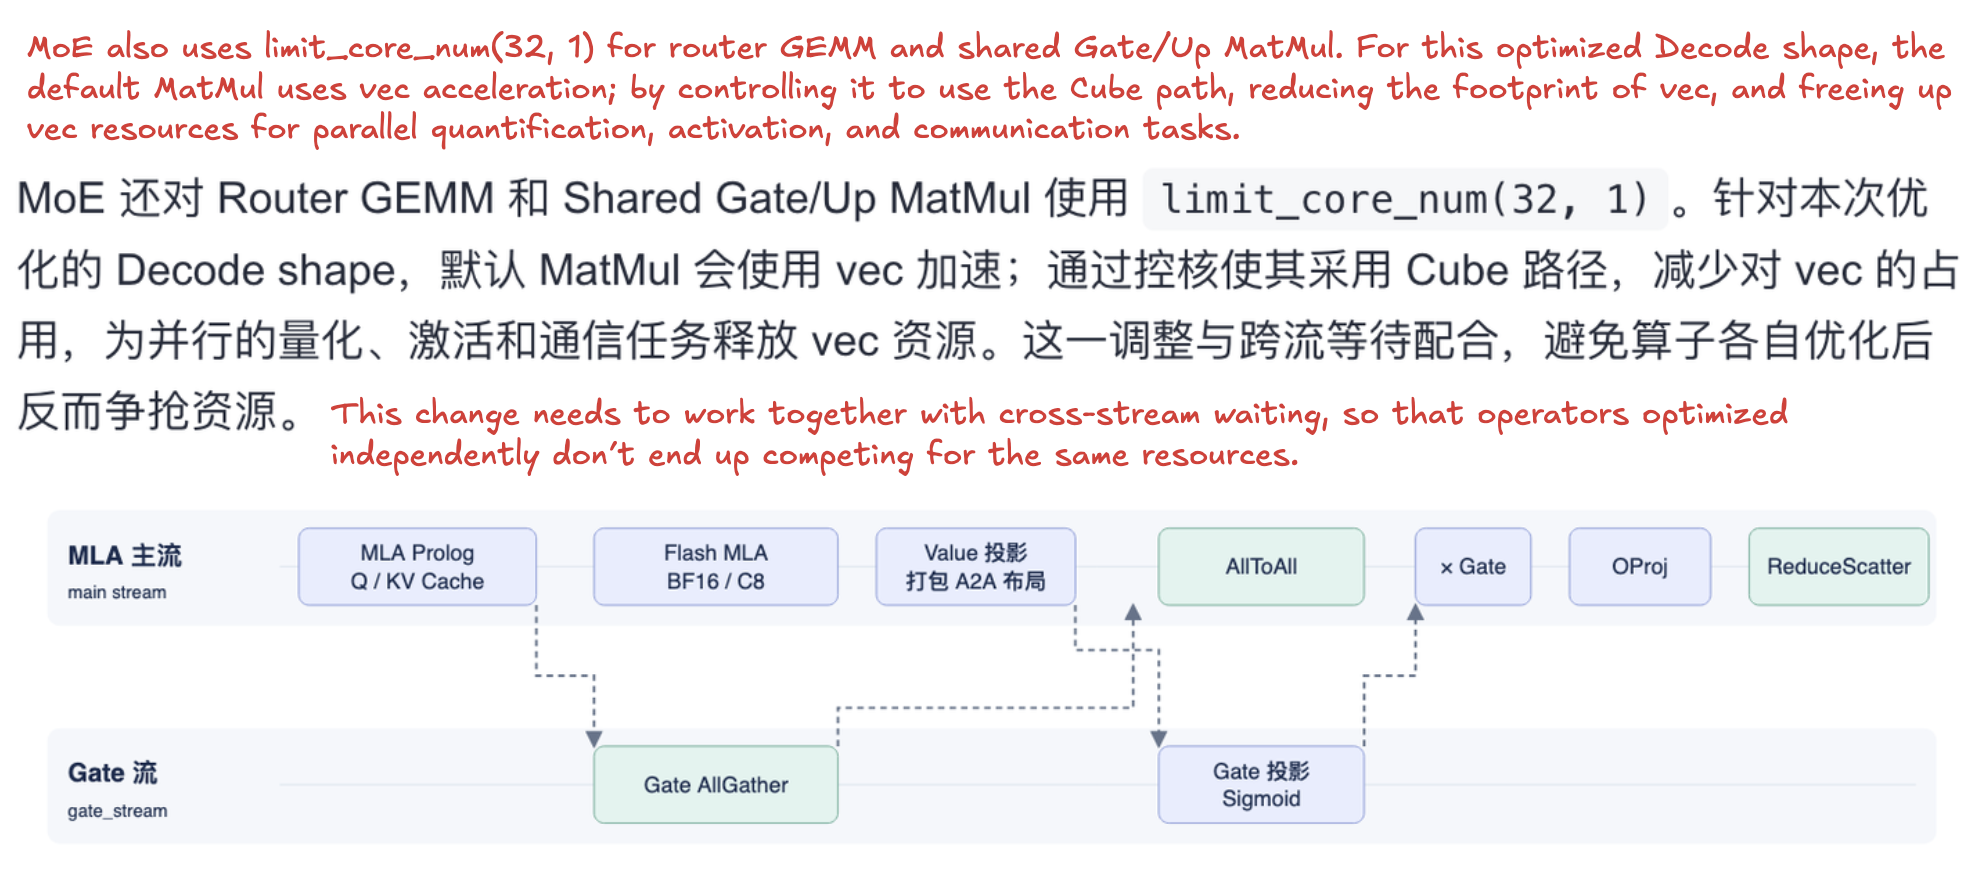 MoE also uses limit_core_num(32, 1) for router GEMM and shared Gate/Up MatMul. For this optimized Decode shape, the
default MatMul uses vec acceleration; by controlling it to use the Cube path, reducing the footprint of vec, and freeing up
vec resources for parallel quantification, activation, and communication tasks.
MoE 还对 Router GEMM 和 Shared Gate/Up MatMul 使用 limit_core_num(32, 1) 。针对本次优
化的 Decode shape，默认 MatMul 会使用 vec 加速；通过控核使其采用 Cube 路径，减少对 vec 的占
用，为并行的量化、激活和通信任务释放 vec 资源。这一调整与跨流等待配合，避免算子各自优化后
反而争抢资源。
This change needs to work together with cross-stream waiting, so that operators optimized
independently don't end up competing for the same resources.
MLA 主流
main stream
MLA Prolog
Q / KV Cache
Flash MLA
BF16 / C8
Value 投影
打包 A2A 布局
AllToAll
× Gate
OProj
ReduceScatter
Gate 流
gate_stream
Gate AllGather
Gate 投影
Sigmoid